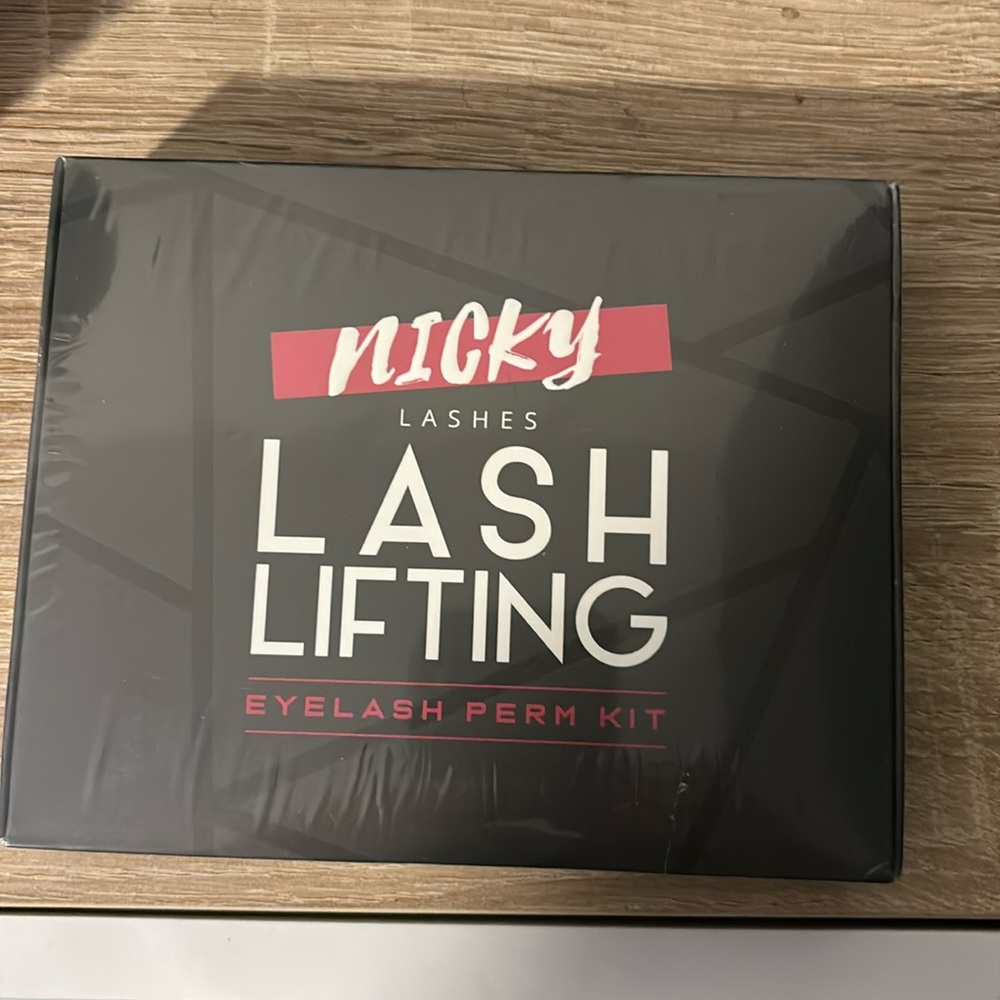 NICKY
LASHES
LASH
LIFTING
EYELASH PERM KIT